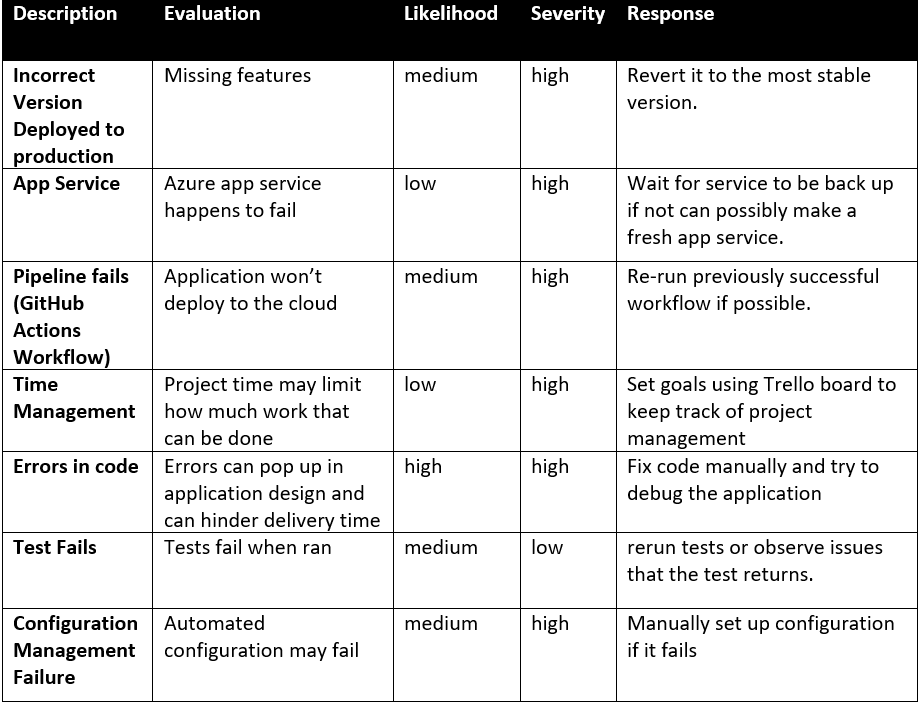 Description Evaluation Likelihood Severity Response
Incorrect Missing features medium high Revert it to the most stable
Version version.
Deployed to
production
App Service Azure app service low high Wait for service to be back up
happens to fail if not can possibly make a
fresh app service.
Pipeline fails Application won’t medium high Re-run previously successful
(GitHub deploy to the cloud workflow if possible.
Actions
Workflow)
Time Project time may limit low high Set goals using Trello board to
Management how much work that keep track of project
can be done management
Errors in code Errors can pop up in high high Fix code manually and try to
application design and debug the application
can hinder delivery time
Test Fails Tests fail when ran medium low rerun tests or observe issues
that the test returns.
Configuration Automated medium high Manually set up configuration
Management configuration may fail if it fails
Failure